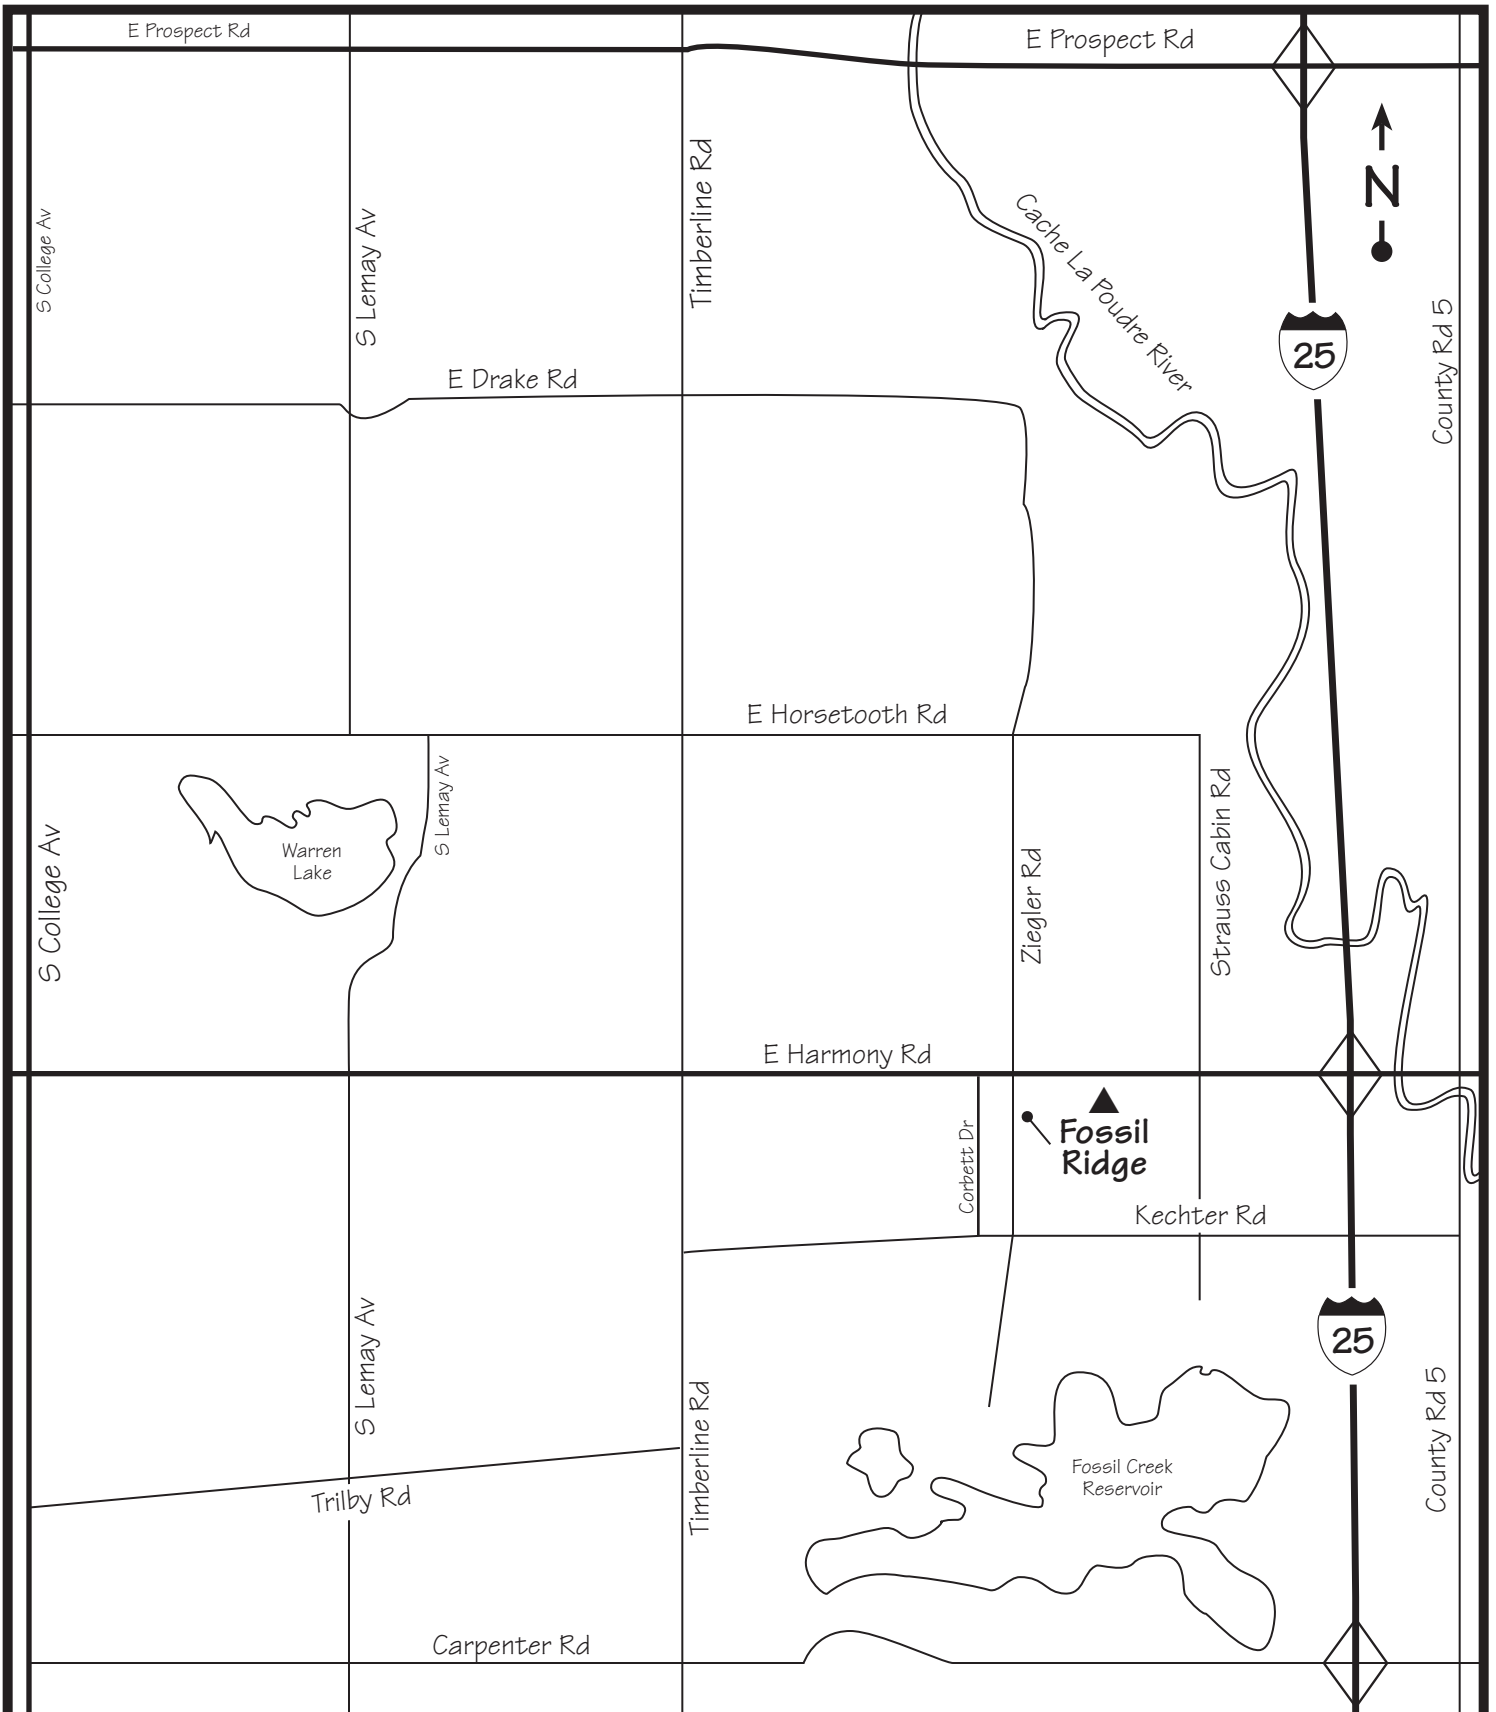 E Prospect Rd
E Prospect Rd
N
S College Av
S Lemay Av
Timberline Rd
Cache La Poudre River
25
County Rd 5
E Drake Rd
E Horsetooth Rd
S Lemay Av
Warren
Lake
S College Av
Ziegler Rd
Strauss Cabin Rd
E Harmony Rd
Corbett Dr
Fossil
Ridge
Kechter Rd
S Lemay Av
25
Timberline Rd
County Rd 5
Fossil Creek
Reservoir
Trilby Rd
Carpenter Rd